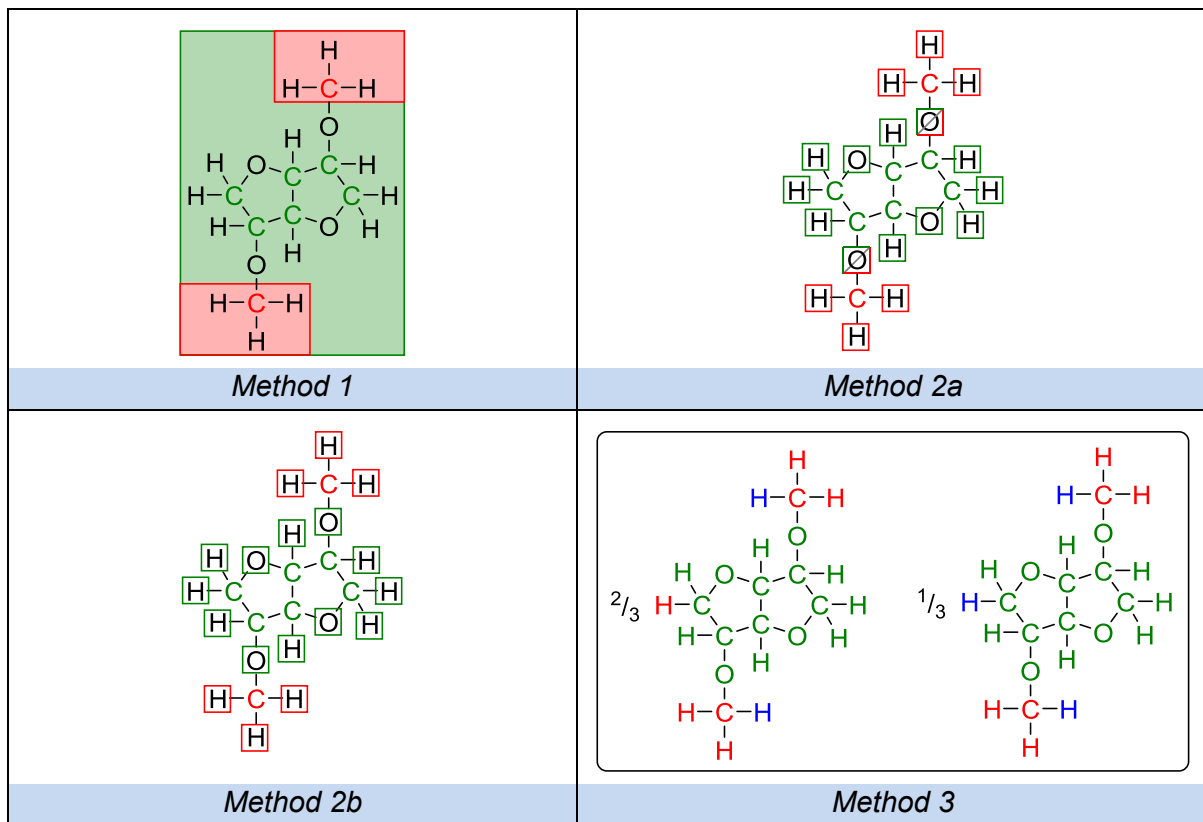 H
H–C–H
O
H
H O C C H
H–C C–H
H–C C O H
H
O
H–C–H
H
Method 1
H
H–C–H
O
H
H O C C H
H–C C–H
H–C C O H
H
O
H–C–H
H
Method 2a
H
H–C–H
O
H
H O C C H
H–C C–H
H–C C O H
H
O
H–C–H
H
Method 2b
H
H–C–H
O
H
H O C C–H
2/3 H–C C–H
H–C C O H
H
O
H–C–H
H
H
H–C–H
O
H
H O C C–H
1/3 H–C C–H
H–C C O H
H
O
H–C–H
H
Method 3